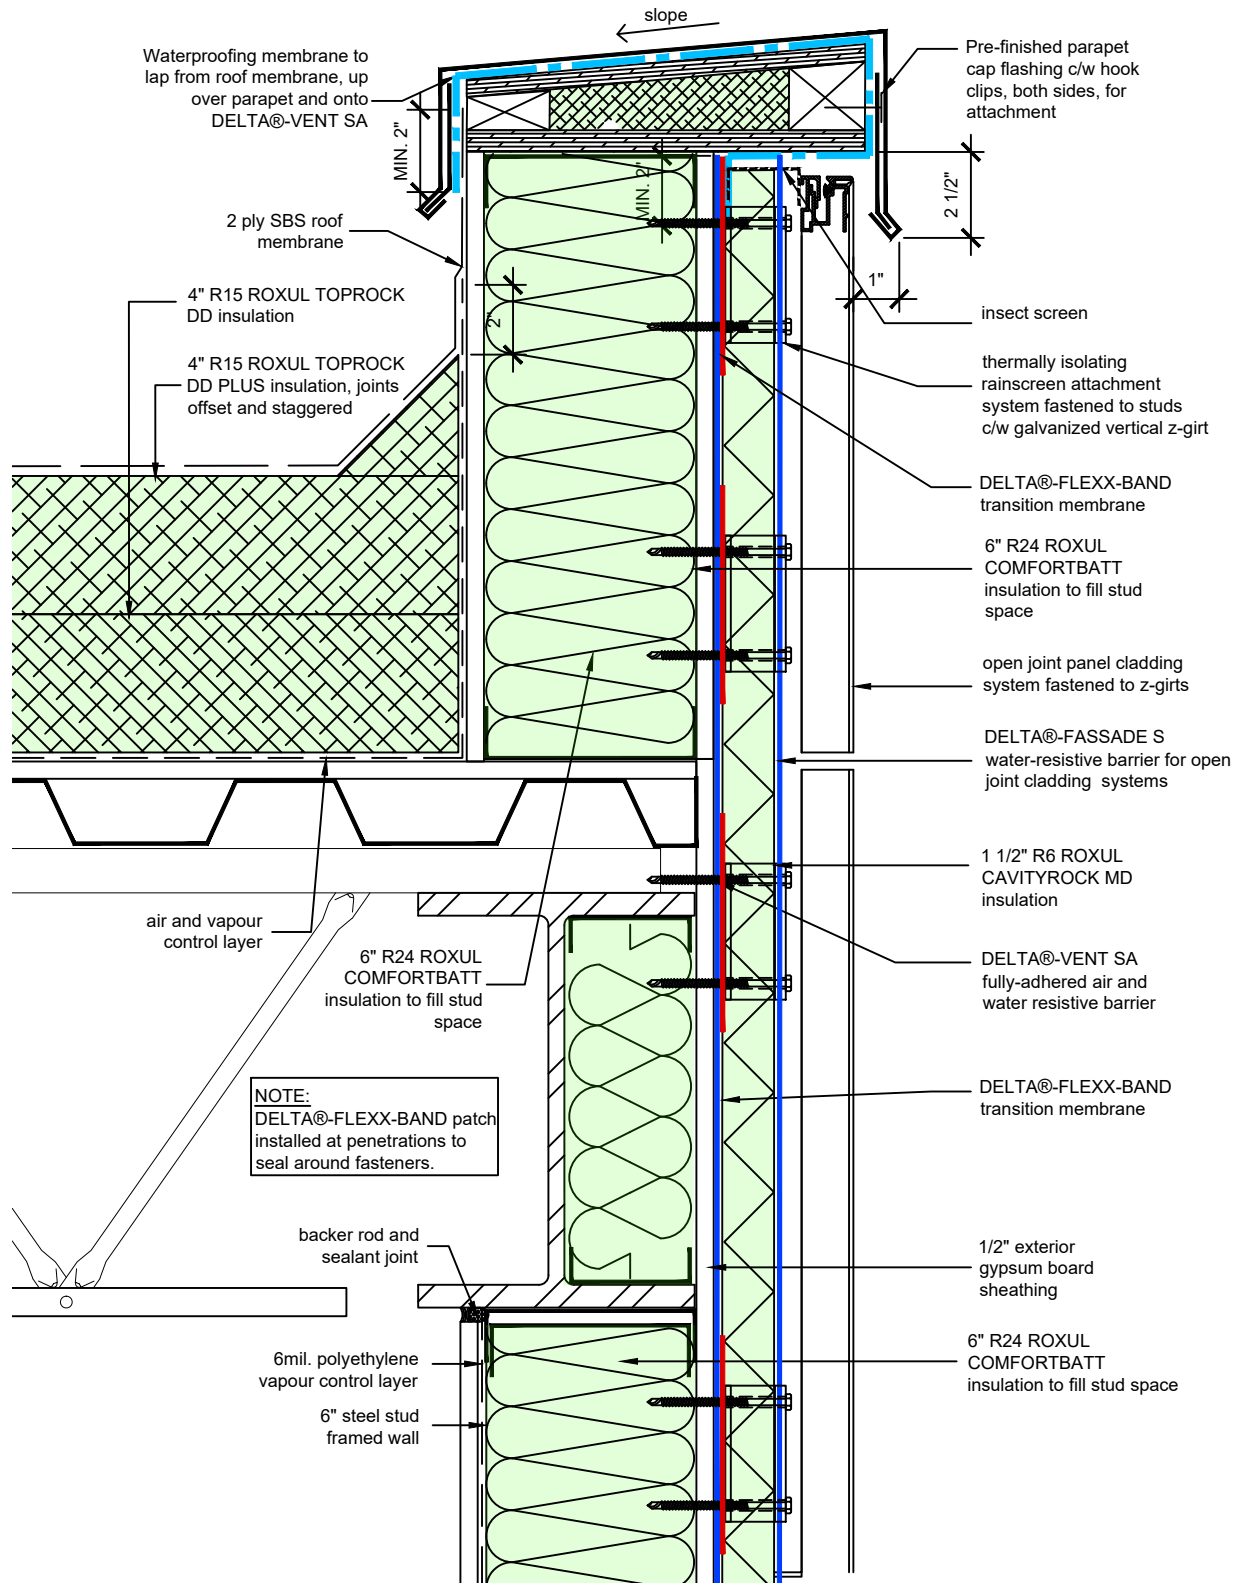 slope
Waterproofing membrane to
lap from roof membrane, up
over parapet and onto
DELTA®-VENT SA
Pre-finished parapet
cap flashing c/w hook
clips, both sides, for
attachment
MIN. 2"
MIN. 2"
2 1/2"
2 ply SBS roof
membrane
1"
4" R15 ROXUL TOPROCK
DD insulation
2"
insect screen
4" R15 ROXUL TOPROCK
DD PLUS insulation, joints
offset and staggered
thermally isolating
rainscreen attachment
system fastened to studs
c/w galvanized vertical z-girt
DELTA®-FLEXX-BAND
transition membrane
6" R24 ROXUL
COMFORTBATT
insulation to fill stud
space
open joint panel cladding
system fastened to z-girts
DELTA®-FASSADE S
water-resistive barrier for open
joint cladding systems
1 1/2" R6 ROXUL
CAVITYROCK MD
insulation
air and vapour
control layer
6" R24 ROXUL
COMFORTBATT
insulation to fill stud
space
DELTA®-VENT SA
fully-adhered air and
water resistive barrier
NOTE:
DELTA®-FLEXX-BAND patch
installed at penetrations to
seal around fasteners.
DELTA®-FLEXX-BAND
transition membrane
backer rod and
sealant joint
1/2" exterior
gypsum board
sheathing
6mil. polyethylene
vapour control layer
6" R24 ROXUL
COMFORTBATT
insulation to fill stud space
6" steel stud
framed wall